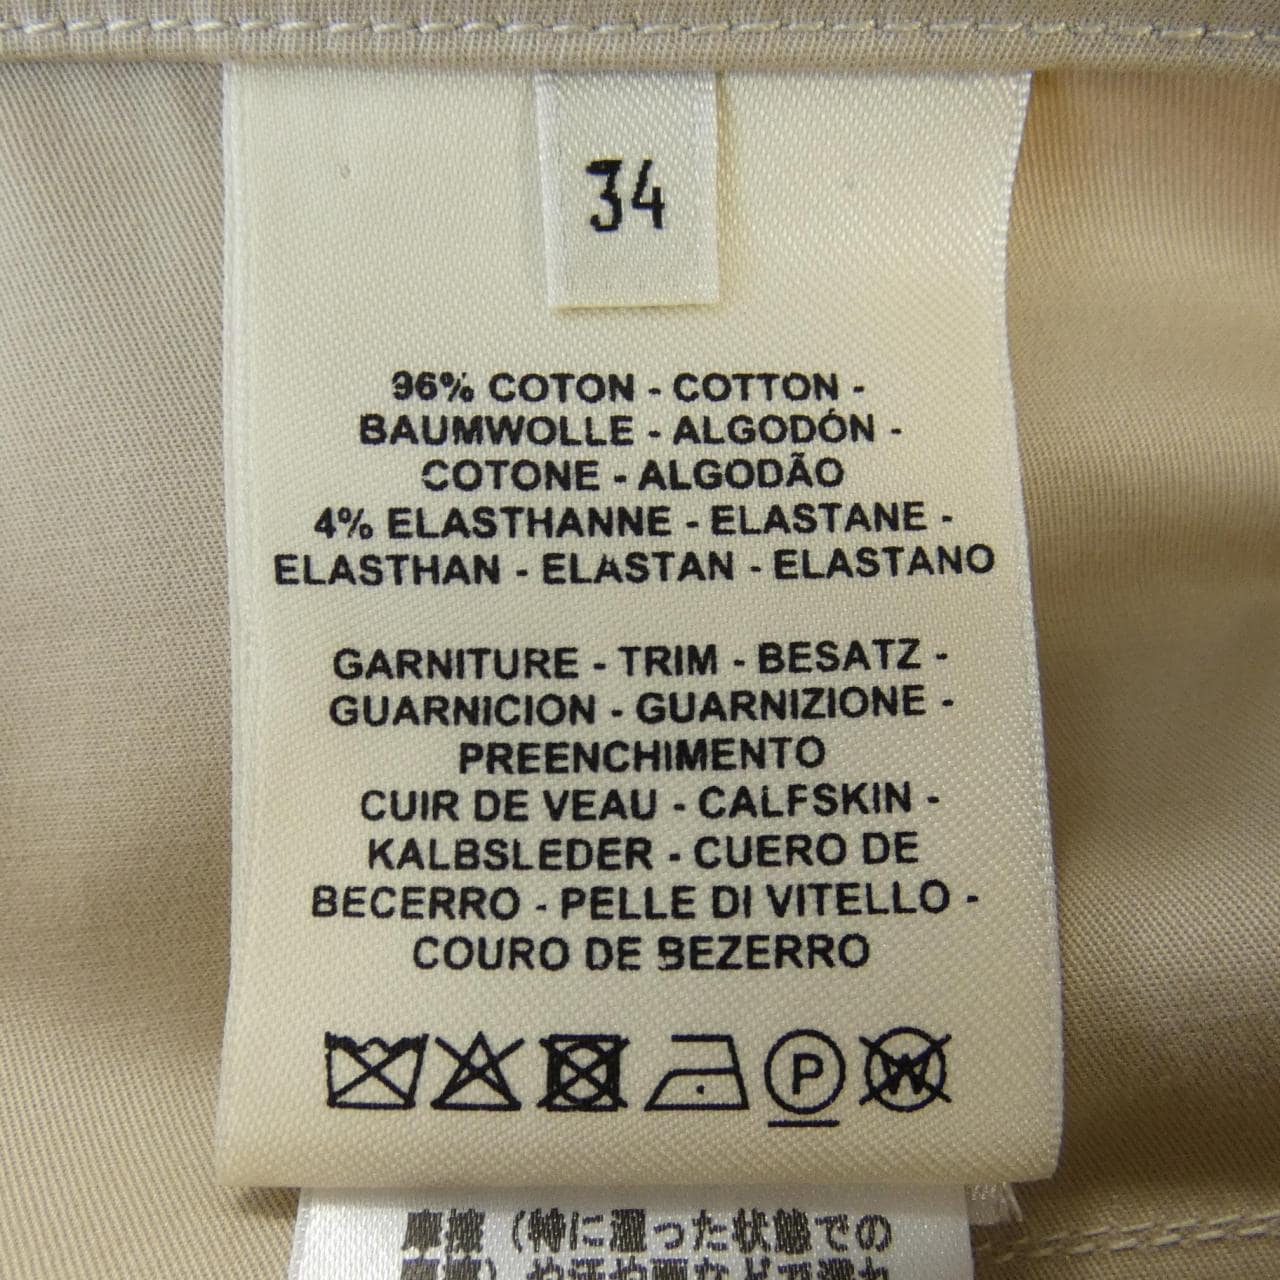 34
96% COTON - COTTON -
BAUMWOLLE - ALGODÓN -
COTONE - ALGODÃO
4% ELASTHANNE - ELASTANE -
ELASTHAN - ELASTAN - ELASTANO
GARNITURE - TRIM - BESATZ -
GUARNICION - GUARNIZIONE -
PREENCHIMENTO
CUIR DE VEAU - CALFSKIN -
KALBSLEDER - CUERO DE
BECERRO - PELLE DI VITELLO -
COURO DE BEZERRO
P
W
摩擦（特に湿った状態での